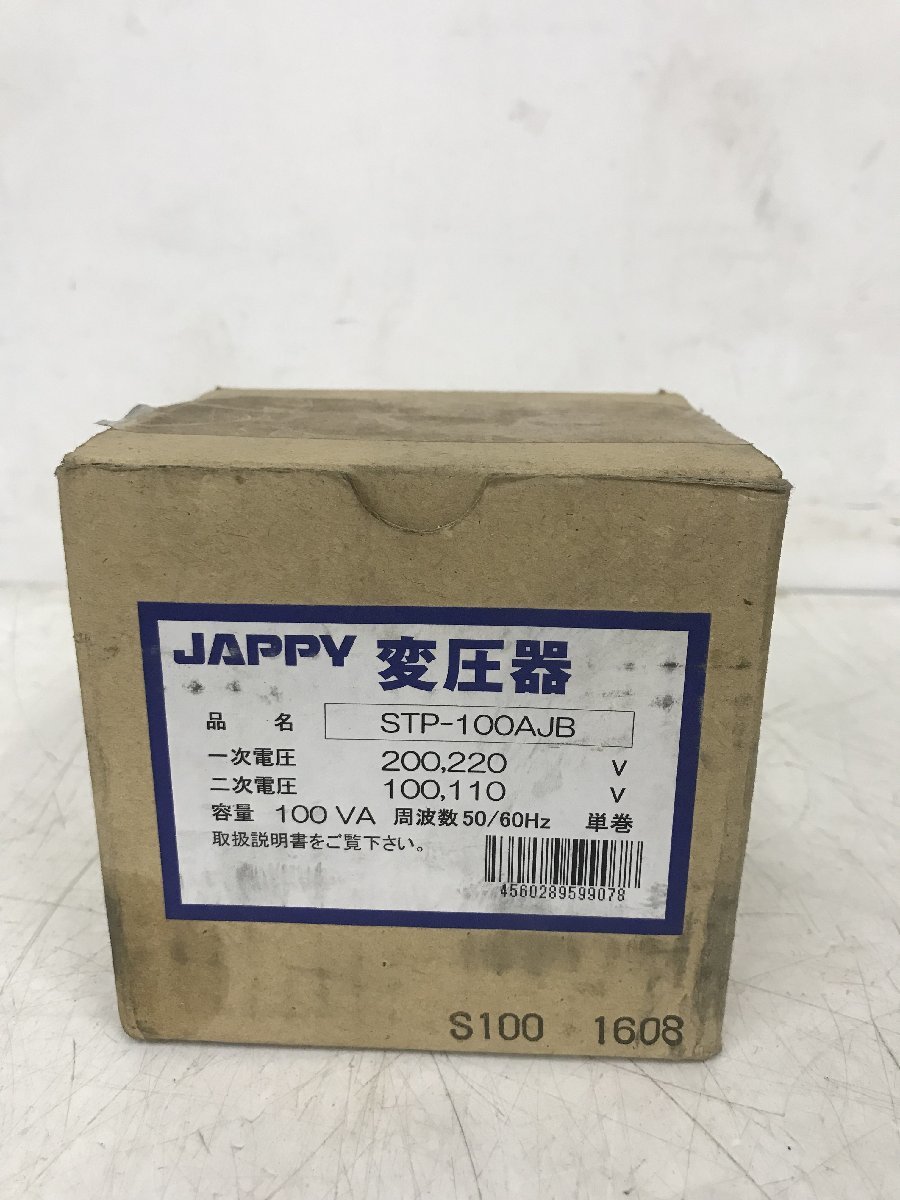 JAPPY 変圧器
品 名 STP-100AJB
一次電圧 200,220 V
二次電圧 100,110 V
容量 100 VA 周波数 50/60Hz 単巻
取扱説明書をご覧下さい。
4560289599078
S100 1608